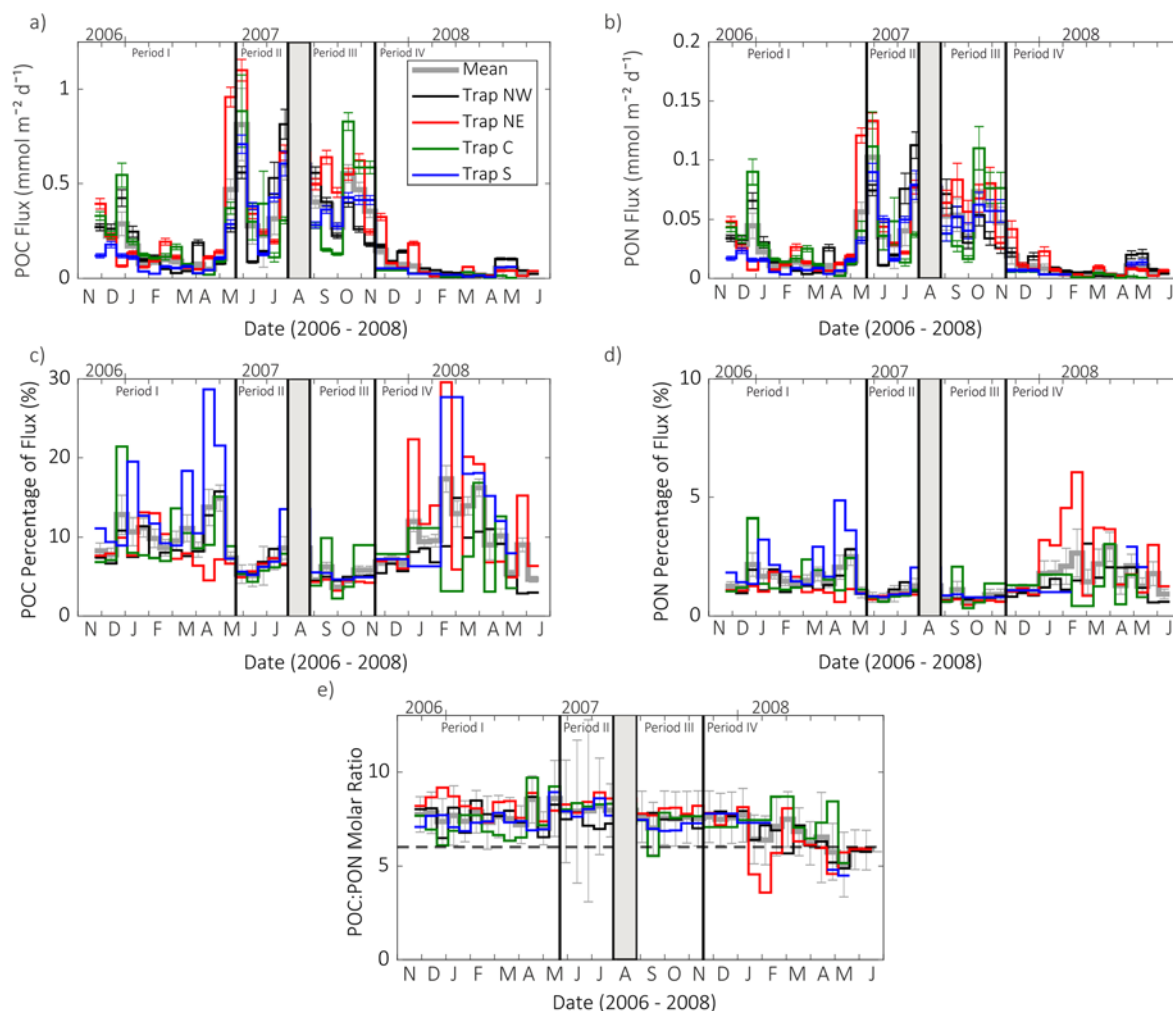 a)
2006 2007 2008
Period I Period II Period III Period IV
POC Flux (mmol m⁻² d⁻¹)
1
0.5
0
Mean
Trap NW
Trap NE
Trap C
Trap S
N D J F M A M J J A S O N D J F M A M J
Date (2006 - 2008)
b)
2006 2007 2008
Period I Period II Period III Period IV
PON Flux (mmol m⁻² d⁻¹)
0.2
0.15
0.1
0.05
0
N D J F M A M J J A S O N D J F M A M J
Date (2006 - 2008)
c)
2006 2007 2008
Period I Period II Period III Period IV
POC Percentage of Flux (%)
30
20
10
0
N D J F M A M J J A S O N D J F M A M J
Date (2006 - 2008)
d)
2006 2007 2008
Period I Period II Period III Period IV
PON Percentage of Flux (%)
10
5
0
N D J F M A M J J A S O N D J F M A M J
Date (2006 - 2008)
e)
2006 2007 2008
Period I Period II Period III Period IV
POC:PON Molar Ratio
10
5
0
N D J F M A M J J A S O N D J F M A M J
Date (2006 - 2008)